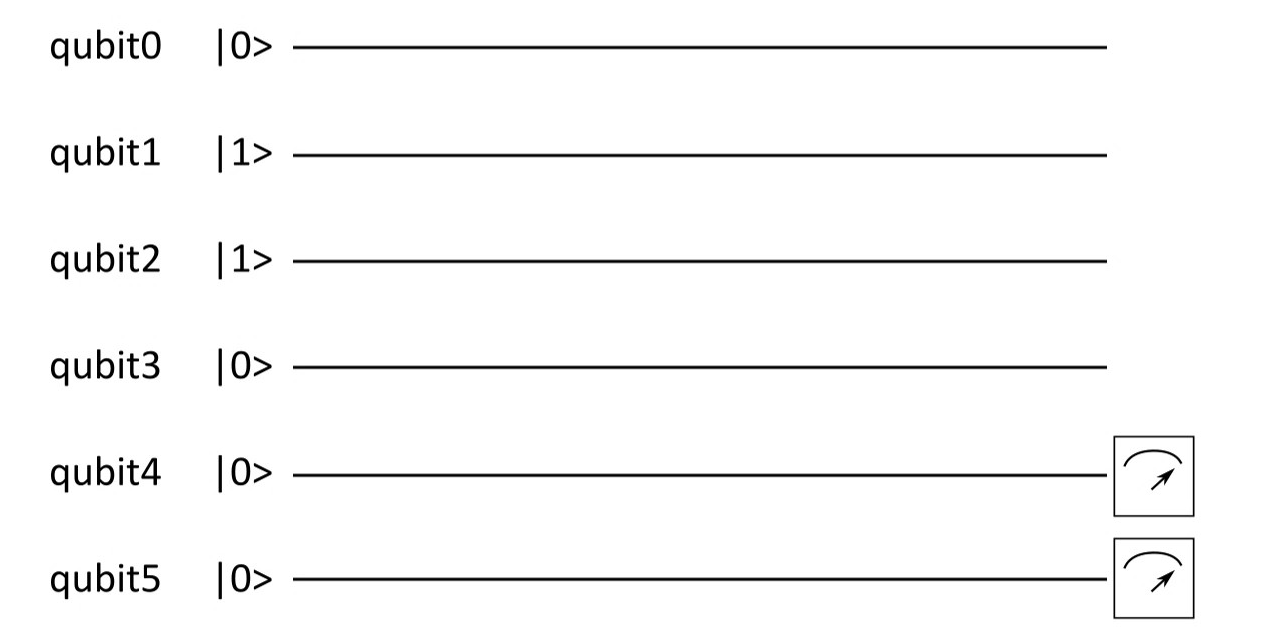 qubit0 |0>
qubit1 |1>
qubit2 |1>
qubit3 |0>
qubit4 |0>
qubit5 |0>